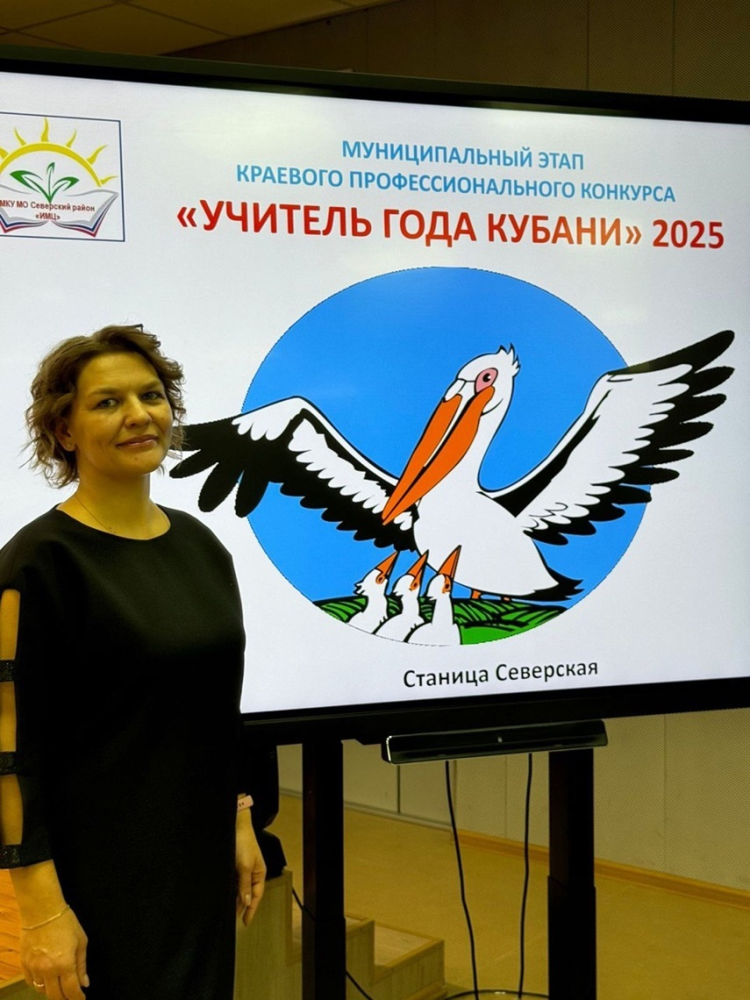 МУНИЦИПАЛЬНЫЙ ЭТАП
КРАЕВОГО ПРОФЕССИОНАЛЬНОГО КОНКУРСА
«УЧИТЕЛЬ ГОДА КУБАНИ» 2025
МКУ МО Северский район
«ИМЦ»
Станица Северская